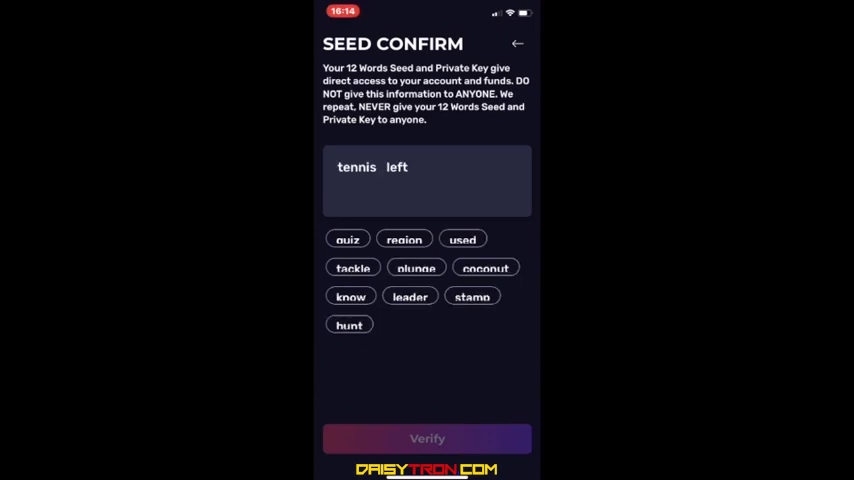 16:14
SEED CONFIRM
Your 12 Words Seed and Private Key give
direct access to your account and funds. DO
NOT give this information to ANYONE. We
repeat, NEVER give your 12 Words Seed and
Private Key to anyone.
tennis left
quiz region used
tackle plunge coconut
know leader stamp
hunt
Verify
DAISYTRON.COM